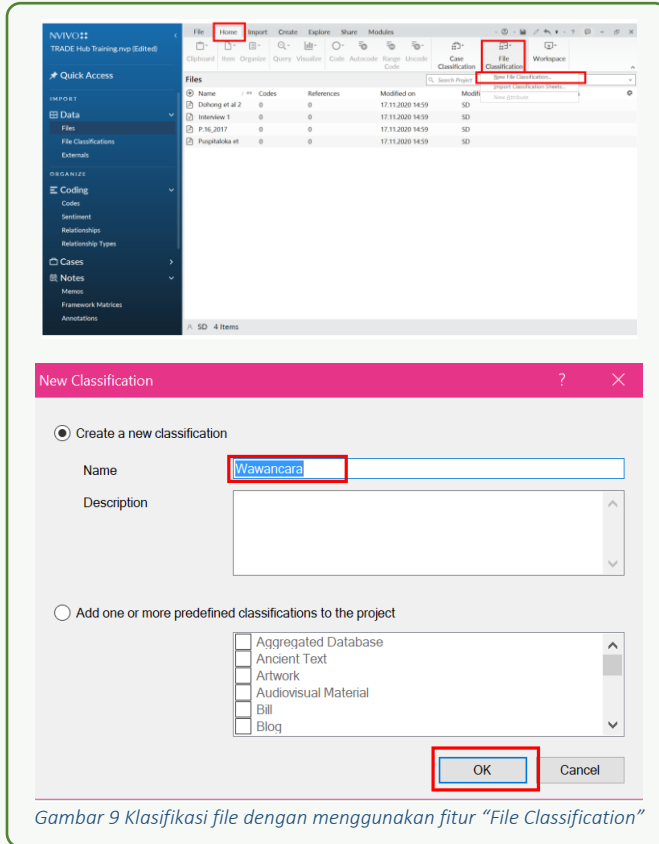 NVIVO
TRADE Hub Training.nvp (Edited)
File Home Import Create Explore Share Modules
Clipboard Item Organize Query Visualize Code Autocode Range Code Uncode Case Classification File Classification Workspace
New File Classification...
Import Classification Sheets...
New Attribute
Quick Access
IMPORT
Data
Files
File Classifications
Externals
ORGANIZE
Coding
Codes
Sentiment
Relationships
Relationship Types
Cases
Notes
Memos
Framework Matrices
Annotations
Files
Search Project
Name Codes References Modified on
Dohong et al.2 0 0 17.11.2020 14:59 SD
Interview 1 0 0 17.11.2020 14:59 SD
P.16_2017 0 0 17.11.2020 14:59 SD
Puspitaloka et 0 0 17.11.2020 14:59 SD
SD 4 Items
New Classification ?
Create a new classification
Name Wawancara
Description
Add one or more predefined classifications to the project
Aggregated Database
Ancient Text
Artwork
Audiovisual Material
Bill
Blog
OK Cancel
Gambar 9 Klasifikasi file dengan menggunakan fitur “File Classification”